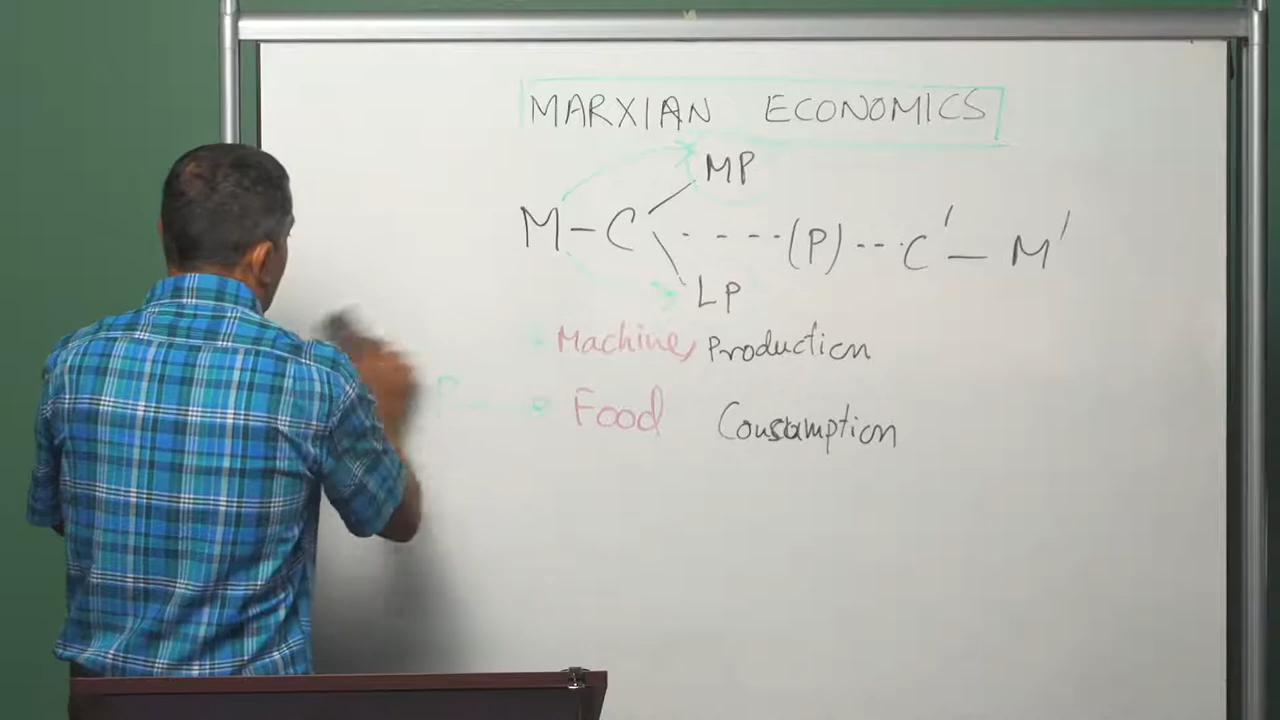 MARXIAN ECONOMICS
MP
M - C - - - - (P) - - - C' - M'
LP
Machine, Production
P Food Consumption